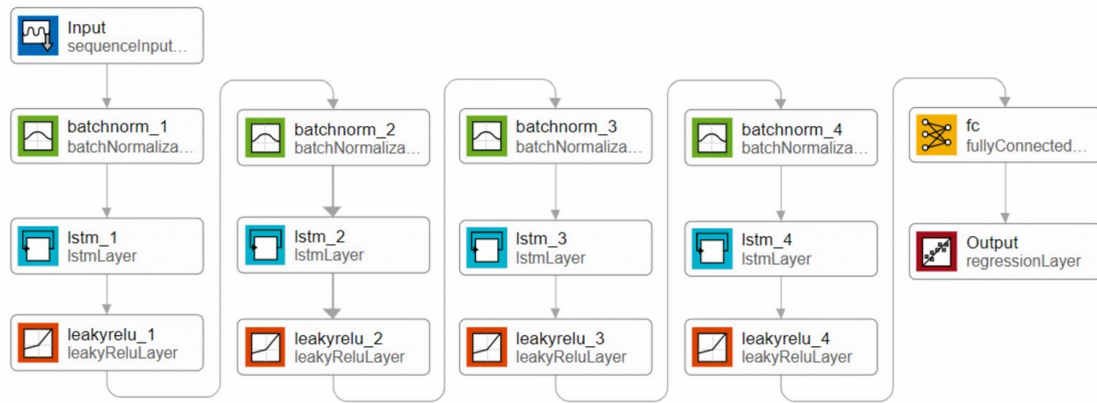 Input
sequenceInput...
batchnorm_1
batchNormaliza...
lstm_1
lstmLayer
leakyrelu_1
leakyReluLayer
batchnorm_2
batchNormaliza...
lstm_2
lstmLayer
leakyrelu_2
leakyReluLayer
batchnorm_3
batchNormaliza...
lstm_3
lstmLayer
leakyrelu_3
leakyReluLayer
batchnorm_4
batchNormaliza...
lstm_4
lstmLayer
leakyrelu_4
leakyReluLayer
fc
fullyConnected...
Output
regressionLayer